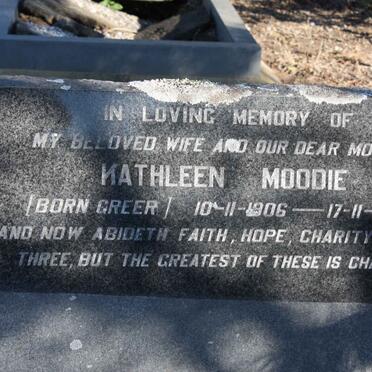 IN LOVING MEMORY OF
MY BELOVED WIFE AND OUR DEAR MO
KATHLEEN MOODIE
(BORN GREER) 10-11-1906 — 17-11-
AND NOW ABIDETH FAITH, HOPE, CHARITY
THREE, BUT THE GREATEST OF THESE IS CHA